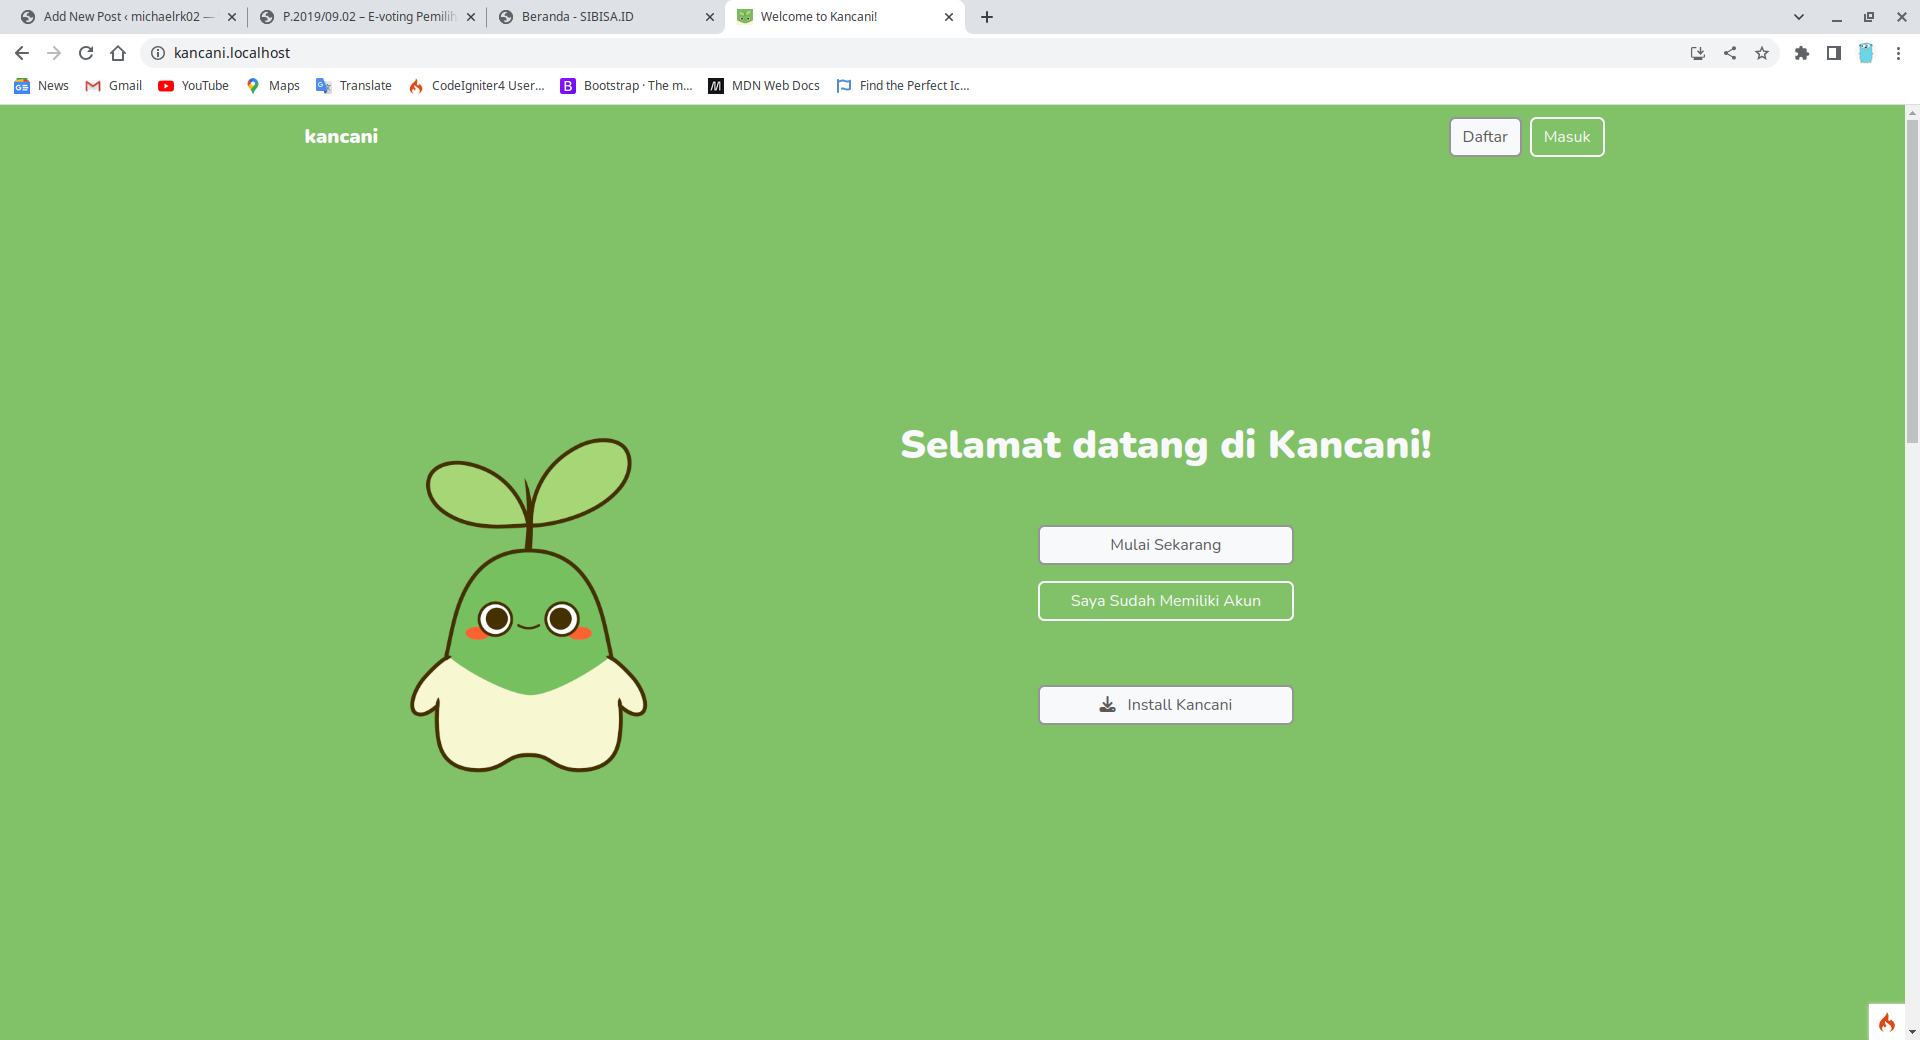 Add New Post ‹ michaelrk02 —
P.2019/09.02 – E-voting Pemilih
Beranda - SIBISA.ID
Welcome to Kancani!
kancani.localhost
News
Gmail
YouTube
Maps
Translate
CodeIgniter4 User...
Bootstrap · The m...
MDN Web Docs
Find the Perfect Ic...
kancani
Daftar
Masuk
Selamat datang di Kancani!
Mulai Sekarang
Saya Sudah Memiliki Akun
Install Kancani